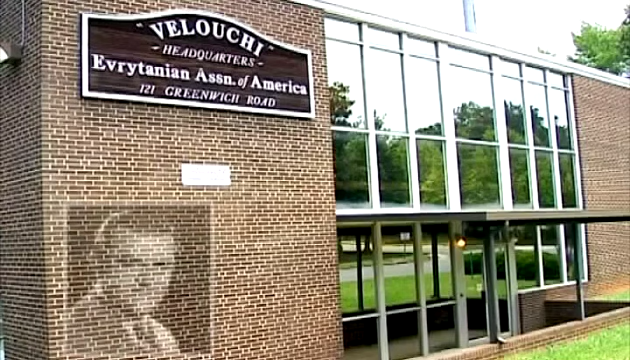 "VELOUCHI"
~ HEADQUARTERS ~
Evrytanian Assn. of America
121 GREENWICH ROAD